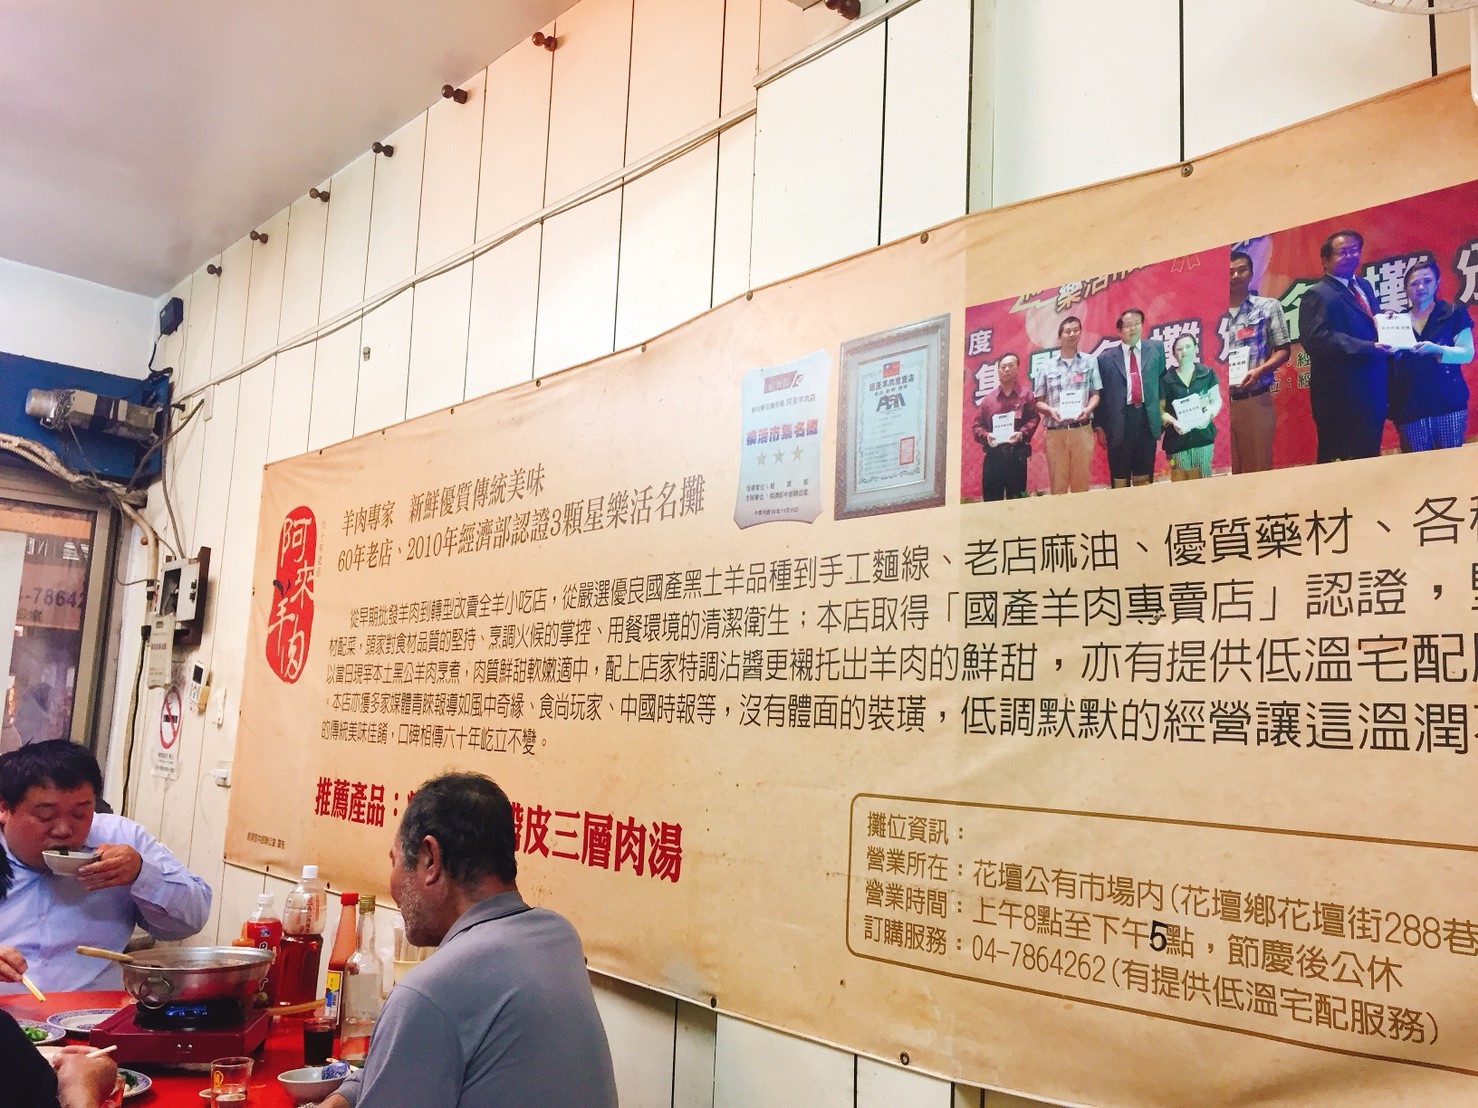 阿來羊肉
羊肉專家 新鮮優質傳統美味
60年老店、2010年經濟部認證3顆星樂活名攤
從早期批發羊肉到轉型改賣全羊小吃店，從嚴選優良國產黑土羊品種到手工麵線、老店麻油、優質藥材、各
材配菜，頭家對食材品質的堅持、烹調火候的掌控、用餐環境的清潔衛生；本店取得「國產羊肉專賣店」認證，
以當日現宰本土黑公羊肉烹煮，肉質鮮甜軟嫩適中，配上店家特調沾醬更襯托出羊肉的鮮甜，亦有提供低溫宅配
。本店亦獲多家媒體青睞報導如風中奇緣、食尚玩家、中國時報等，沒有體面的裝璜，低調默默的經營讓這溫潤
的傳統美味佳餚，口碑相傳六十年屹立不變。
推薦產品：
皮三層肉湯
樂活市集名攤
國產羊肉專賣店
度
樂活
集
名攤
攤位資訊：
營業所在：花壇公有市場內(花壇鄉花壇街288巷
營業時間：上午8點至下午5點，節慶後公休
訂購服務：04-7864262(有提供低溫宅配服務)
-78642